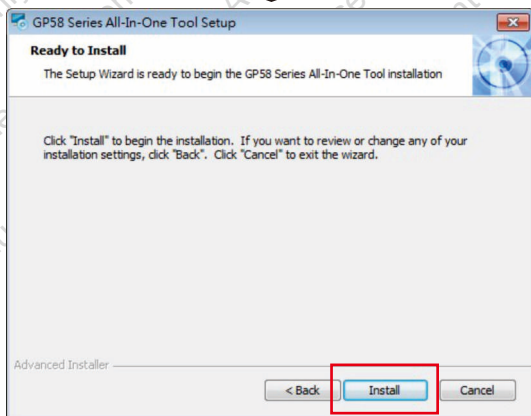 GP58 Series All-In-One Tool Setup
Ready to Install
The Setup Wizard is ready to begin the GP58 Series All-In-One Tool installation
Click "Install" to begin the installation. If you want to review or change any of your
installation settings, click "Back". Click "Cancel" to exit the wizard.
Advanced Installer
< Back Install Cancel